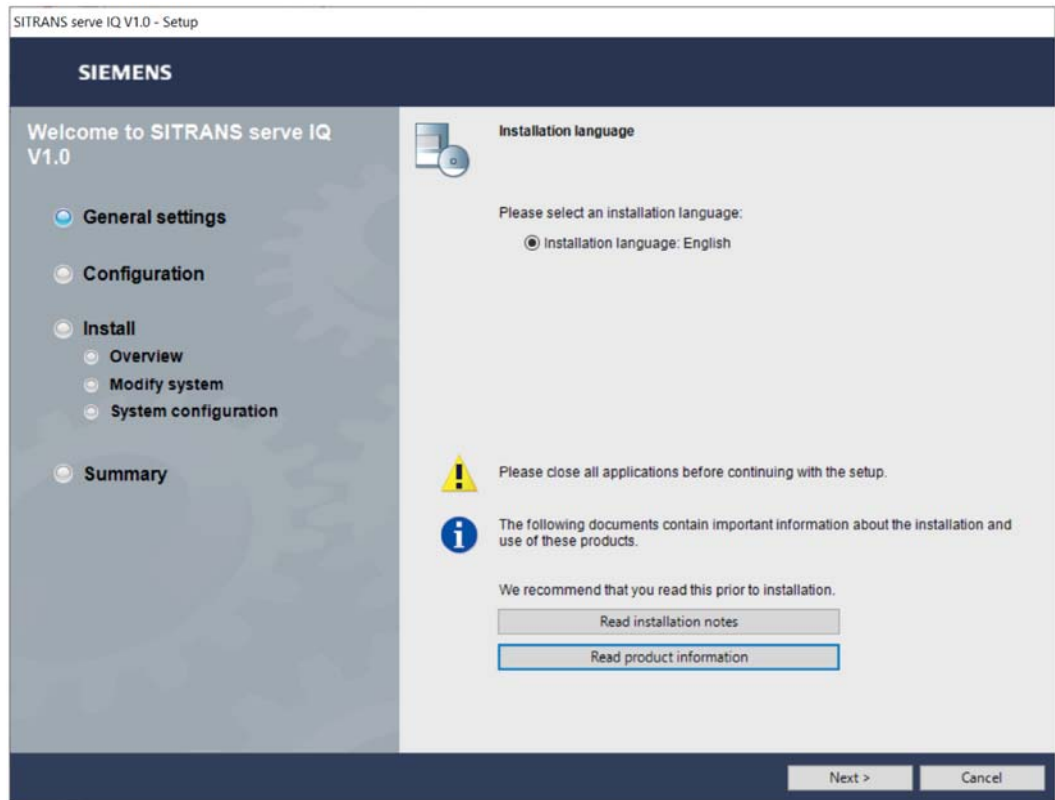 SITRANS serve IQ V1.0 - Setup
SIEMENS
Welcome to SITRANS serve IQ
V1.0
General settings
Configuration
Install
Overview
Modify system
System configuration
Summary
Installation language
Please select an installation language:
Installation language: English
Please close all applications before continuing with the setup.
The following documents contain important information about the installation and
use of these products.
We recommend that you read this prior to installation.
Read installation notes
Read product information
Next >
Cancel